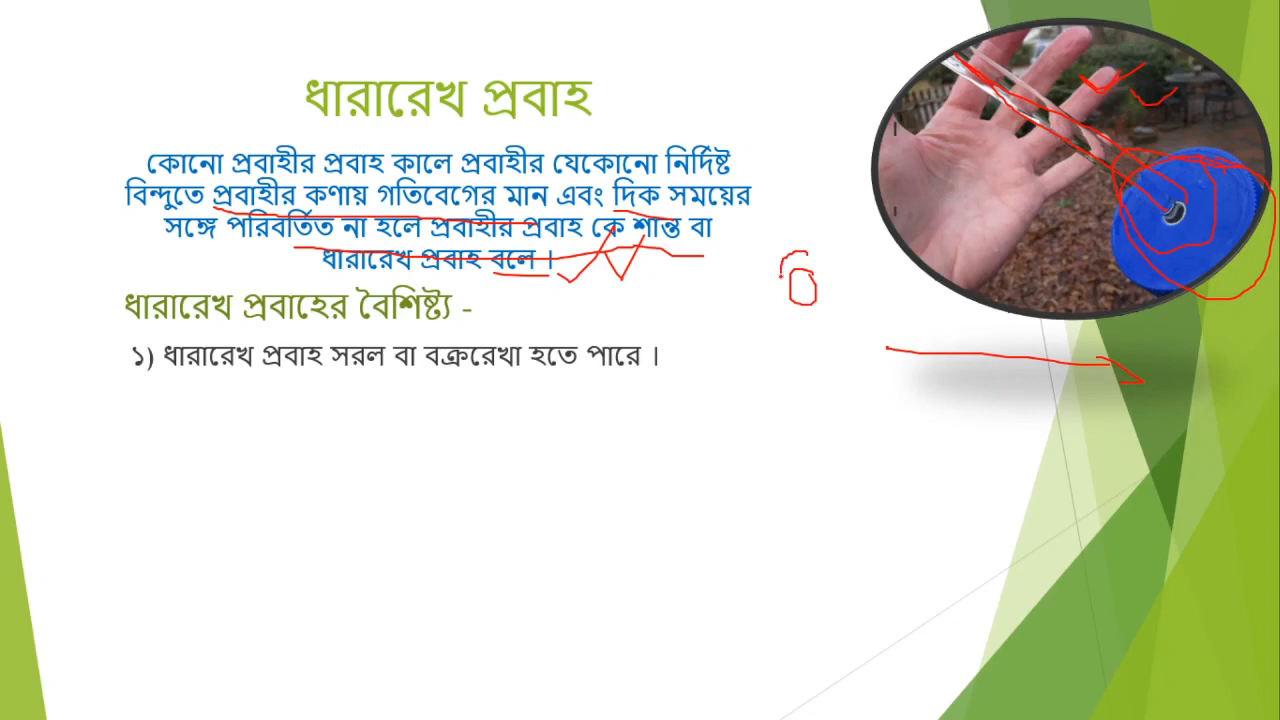 ধারারেখ প্রবাহ
কোনো প্রবাহীর প্রবাহ কালে প্রবাহীর যেকোনো নির্দিষ্ট
বিন্দুতে প্রবাহীর কণায় গতিবেগের মান এবং দিক সময়ের
সঙ্গে পরিবর্তিত না হলে প্রবাহীর প্রবাহ কে শান্ত বা
ধারারেখ প্রবাহ বলে ।
ধারারেখ প্রবাহের বৈশিষ্ট্য -
১) ধারারেখ প্রবাহ সরল বা বক্ররেখা হতে পারে ।